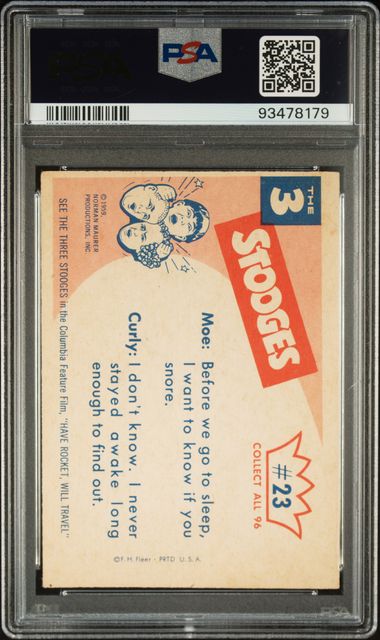 PSA
93478179
THE
3
STOOGES
#23
COLLECT ALL 96
Moe: Before we go to sleep,
I want to know if you
snore.
Curly: I don't know. I never
stayed awake long
enough to find out.
© 1959,
NORMAN MAURER
PRODUCTIONS, INC
SEE THE THREE STOOGES in the Columbia Feature Film, "HAVE ROCKET, WILL TRAVEL"
©F. H. Fleer - PRTD U. S. A.
PSA